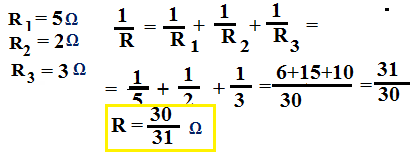 R₁ = 5 Ω
R₂ = 2 Ω
R₃ = 3 Ω
1/R = 1/R₁ + 1/R₂ + 1/R₃ =
= 1/5 + 1/2 + 1/3 = 6+15+10/30 = 31/30
R = 30/31 Ω